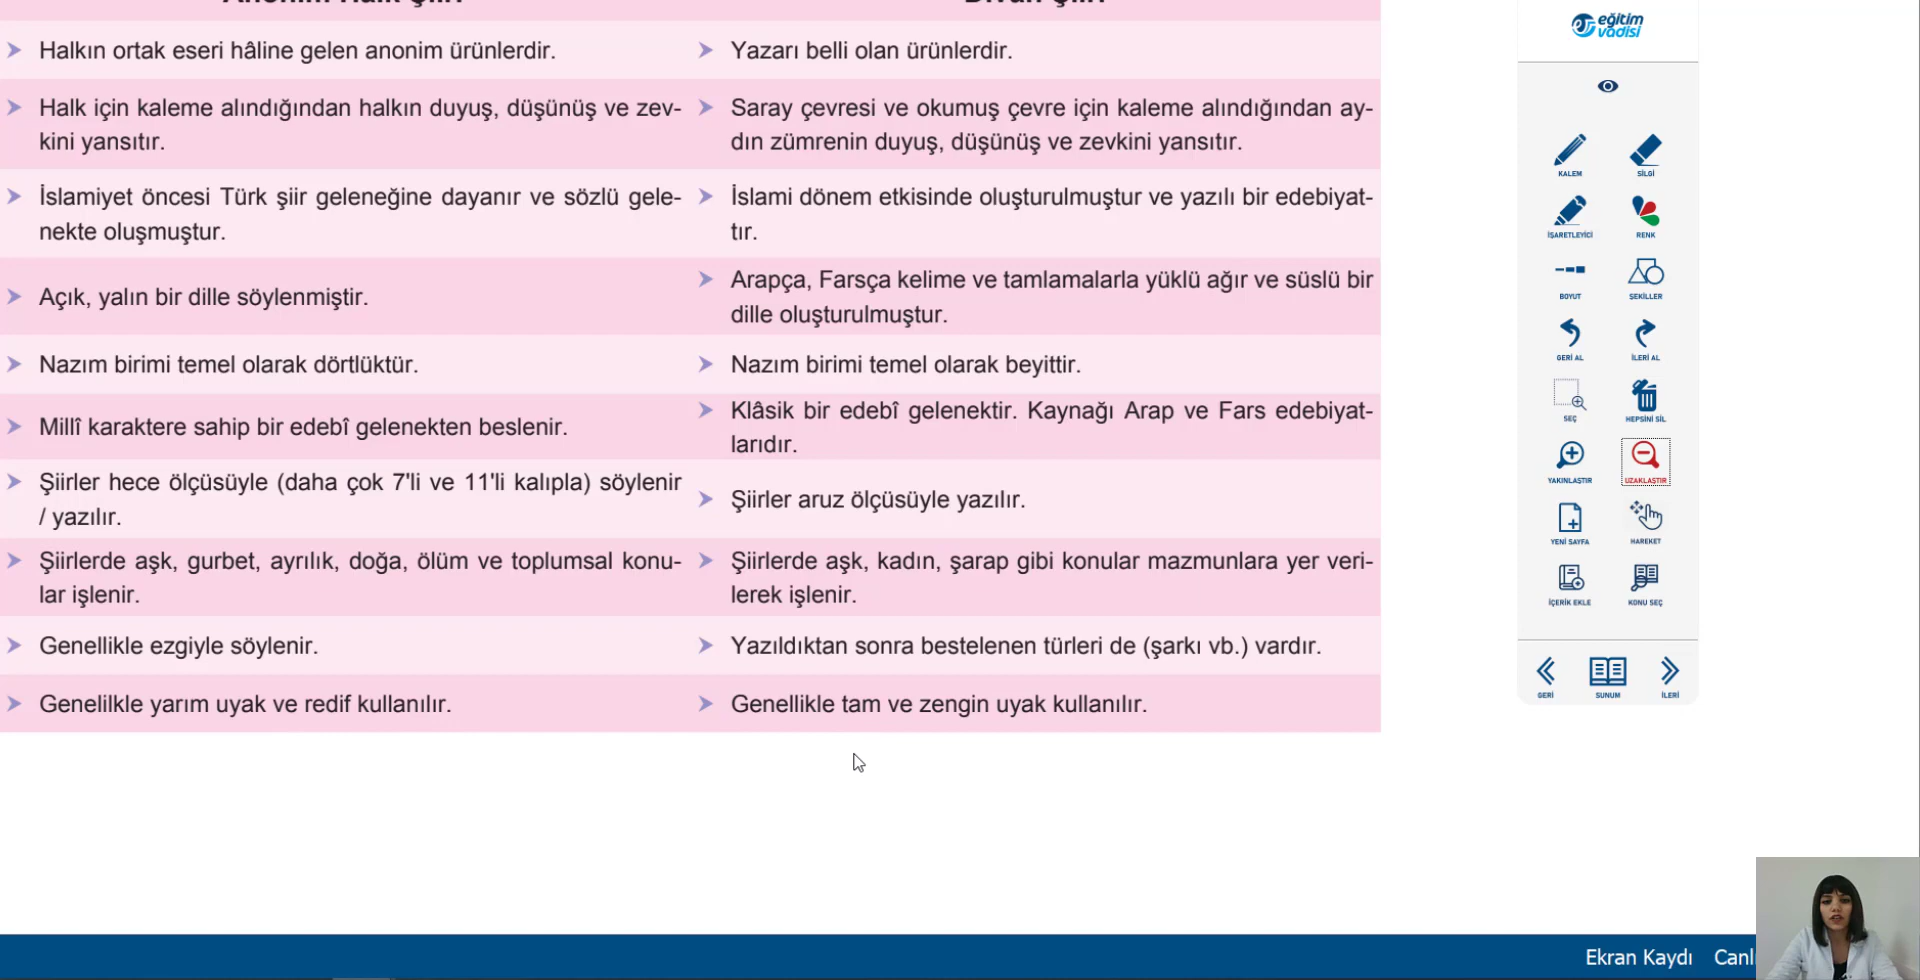 Anonim Halk Şiiri
Divan Şiiri
Halkın ortak eseri hâline gelen anonim ürünlerdir.
Yazarı belli olan ürünlerdir.
Halk için kaleme alındığından halkın duyuş, düşünüş ve zev-
kini yansıtır.
Saray çevresi ve okumuş çevre için kaleme alındığından ay-
dın zümrenin duyuş, düşünüş ve zevkini yansıtır.
İslamiyet öncesi Türk şiir geleneğine dayanır ve sözlü gele-
nekte oluşmuştur.
İslami dönem etkisinde oluşturulmuştur ve yazılı bir edebiyat-
tır.
Açık, yalın bir dille söylenmiştir.
Arapça, Farsça kelime ve tamlamalarla yüklü ağır ve süslü bir
dille oluşturulmuştur.
Nazım birimi temel olarak dörtlüktür.
Nazım birimi temel olarak beyittir.
Millî karaktere sahip bir edebî gelenekten beslenir.
Klâsik bir edebî gelenektir. Kaynağı Arap ve Fars edebiyat-
larıdır.
Şiirler hece ölçüsüyle (daha çok 7'li ve 11'li kalıpla) söylenir
/ yazılır.
Şiirler aruz ölçüsüyle yazılır.
Şiirlerde aşk, gurbet, ayrılık, doğa, ölüm ve toplumsal konu-
lar işlenir.
Şiirlerde aşk, kadın, şarap gibi konular mazmunlara yer veri-
lerek işlenir.
Genellikle ezgiyle söylenir.
Yazıldıktan sonra bestelenen türleri de (şarkı vb.) vardır.
Genelilkle yarım uyak ve redif kullanılır.
Genellikle tam ve zengin uyak kullanılır.
eğitim
vadisi
KALEM
SİLGİ
İŞARETLEYİCİ
RENK
BOYUT
ŞEKİLLER
GERİ AL
İLERİ AL
SEÇ
HEPSİNİ SİL
YAKINLAŞTIR
UZAKLAŞTIR
YENİ SAYFA
HAREKET
İÇERİK EKLE
KONU SEÇ
GERİ
SUNUM
İLERİ
Ekran Kaydı